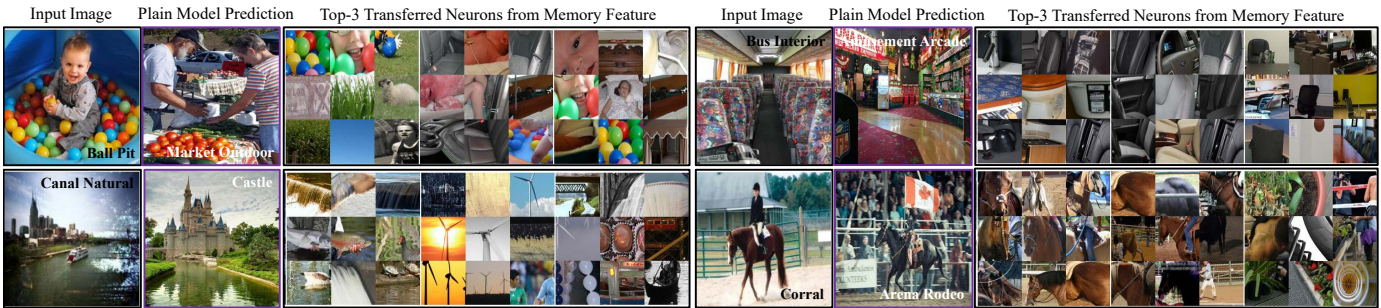 Input Image Plain Model Prediction Top-3 Transferred Neurons from Memory Feature Input Image Plain Model Prediction Top-3 Transferred Neurons from Memory Feature
Bus Interior Amusement Arcade
Ball Pit Market Outdoor
Canal Natural Castle
Corral Arena Rodeo